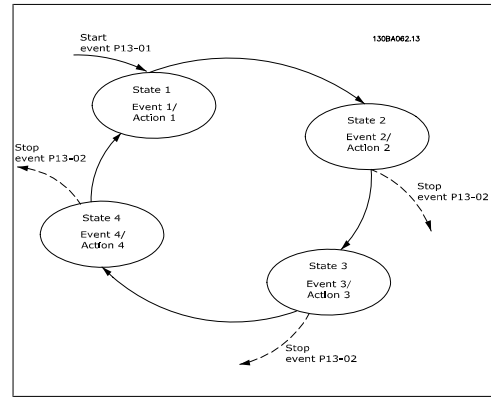 Start
event P13-01
130BA062.13
State 1
Event 1/
Action 1
State 2
Event 2/
Action 2
Stop
event P13-02
Stop
event P13-02
State 4
Event 4/
Action 4
State 3
Event 3/
Action 3
Stop
event P13-02